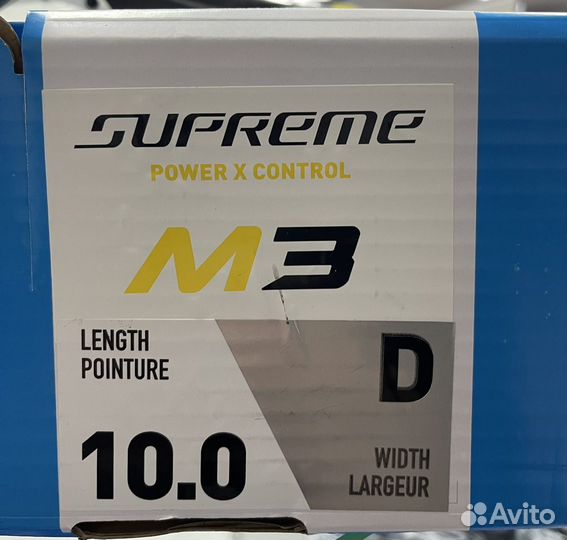 SUPREME
POWER X CONTROL
M3
LENGTH
POINTURE
10.0
D
WIDTH
LARGEUR
Avito